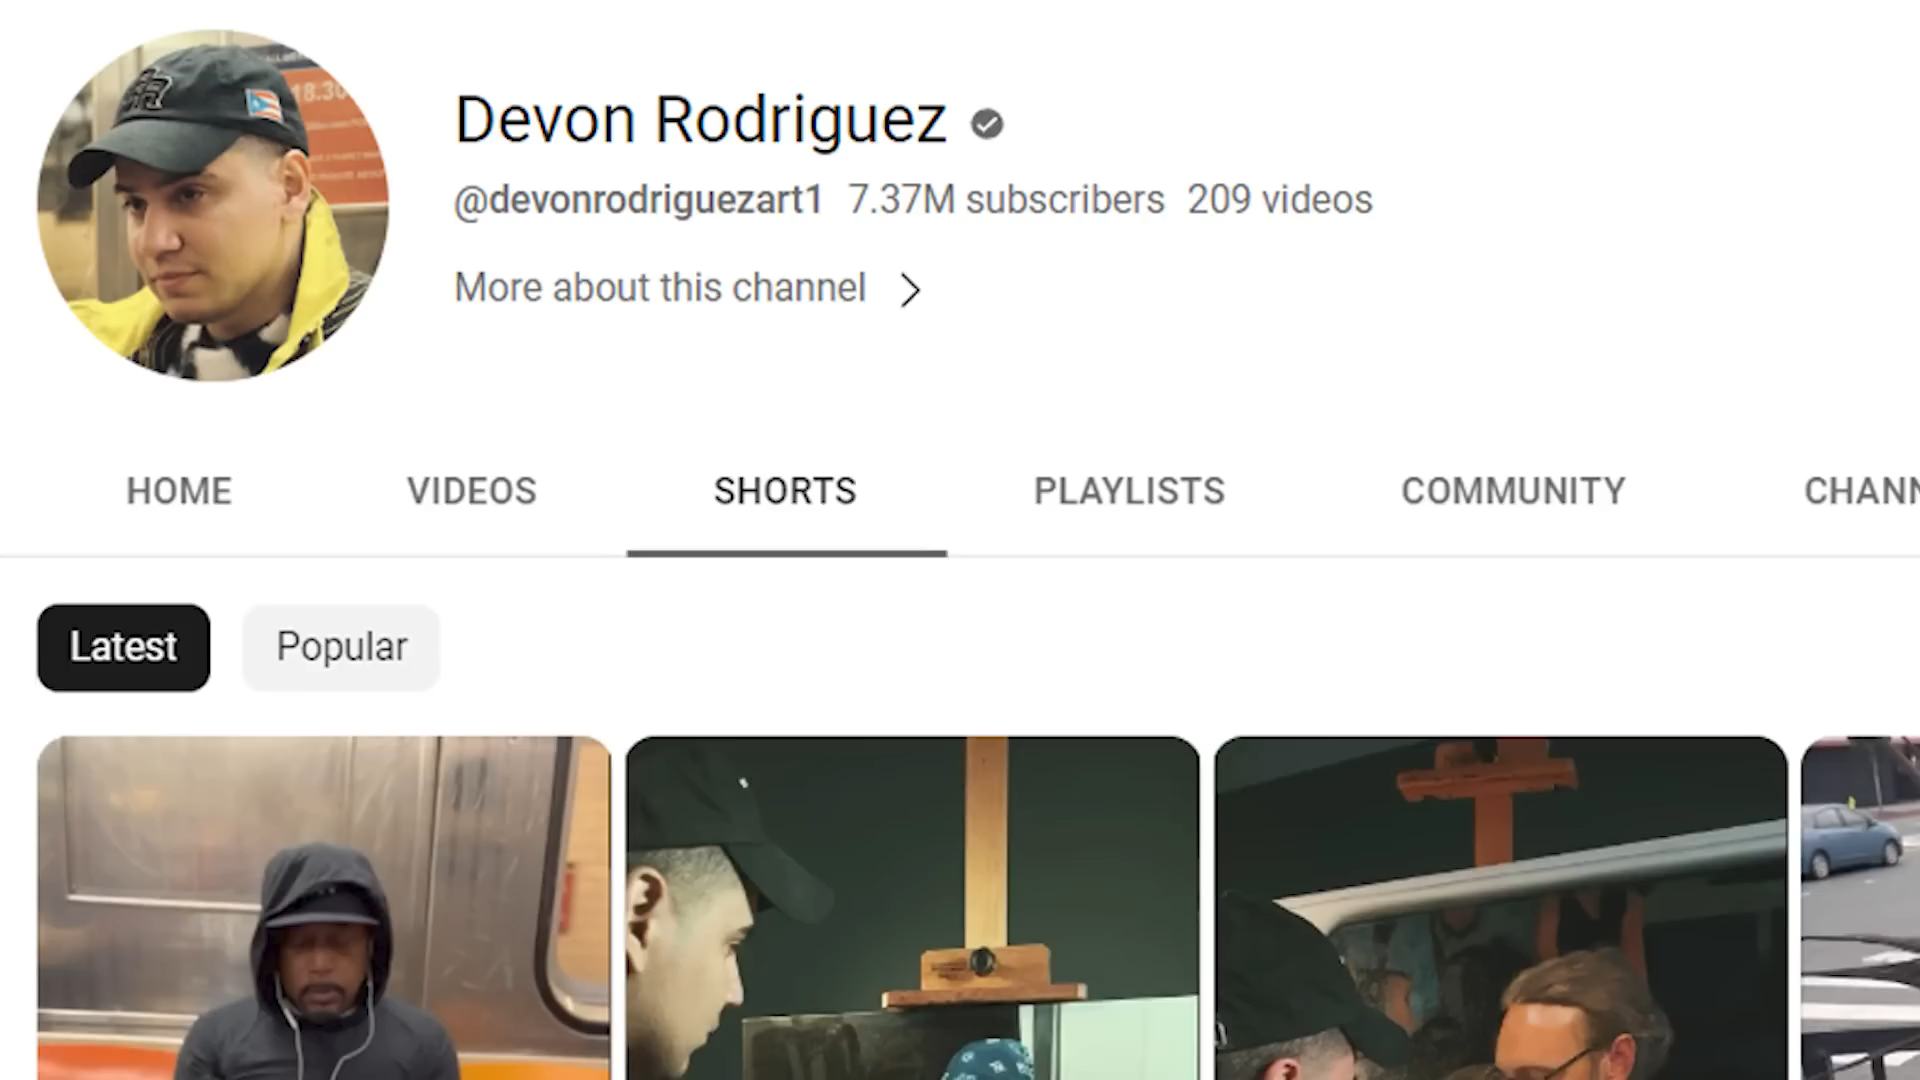 Devon Rodriguez
@devonrodriguezart1 7.37M subscribers 209 videos
More about this channel
HOME VIDEOS SHORTS PLAYLISTS COMMUNITY
Latest Popular